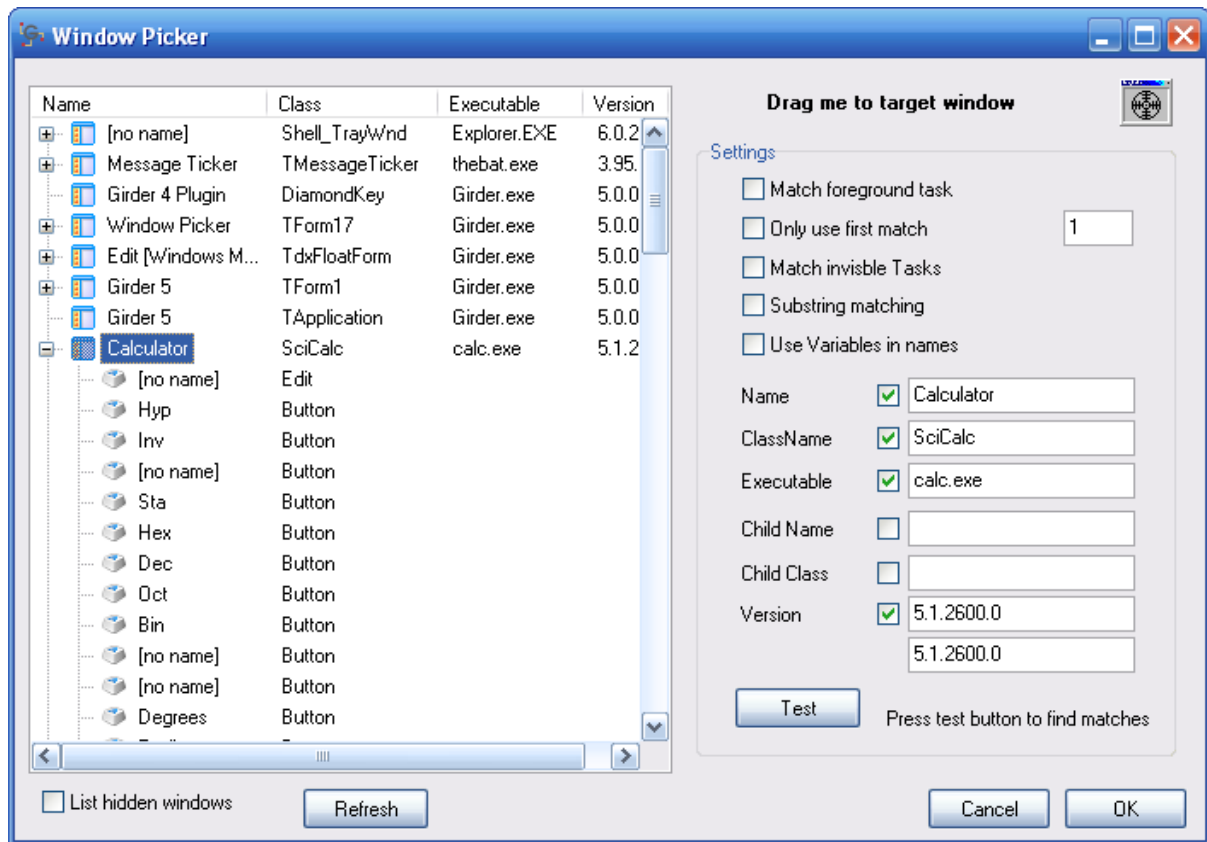 Window Picker
Name Class Executable Version
[no name] Shell_TrayWnd Explorer.EXE 6.0.2
Message Ticker TMessageTicker thebat.exe 3.95.
Girder 4 Plugin DiamondKey Girder.exe 5.0.0
Window Picker TForm17 Girder.exe 5.0.0
Edit [Windows M... TdxFloatForm Girder.exe 5.0.0
Girder 5 TForm1 Girder.exe 5.0.0
Girder 5 TApplication Girder.exe 5.0.0
Calculator SciCalc calc.exe 5.1.2
[no name] Edit
Hyp Button
Inv Button
[no name] Button
Sta Button
Hex Button
Dec Button
Oct Button
Bin Button
[no name] Button
[no name] Button
Degrees Button
List hidden windows
Refresh
Drag me to target window
Settings
Match foreground task
Only use first match 1
Match invisble Tasks
Substring matching
Use Variables in names
Name Calculator
ClassName SciCalc
Executable calc.exe
Child Name
Child Class
Version 5.1.2600.0
5.1.2600.0
Test Press test button to find matches
Cancel OK